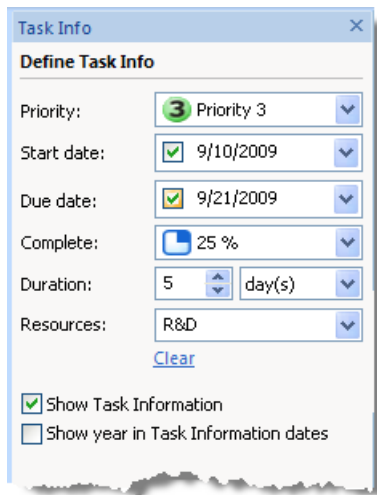 Task Info
Define Task Info
Priority: 3 Priority 3
Start date: 9/10/2009
Due date: 9/21/2009
Complete: 25 %
Duration: 5 day(s)
Resources: R&D
Clear
Show Task Information
Show year in Task Information dates